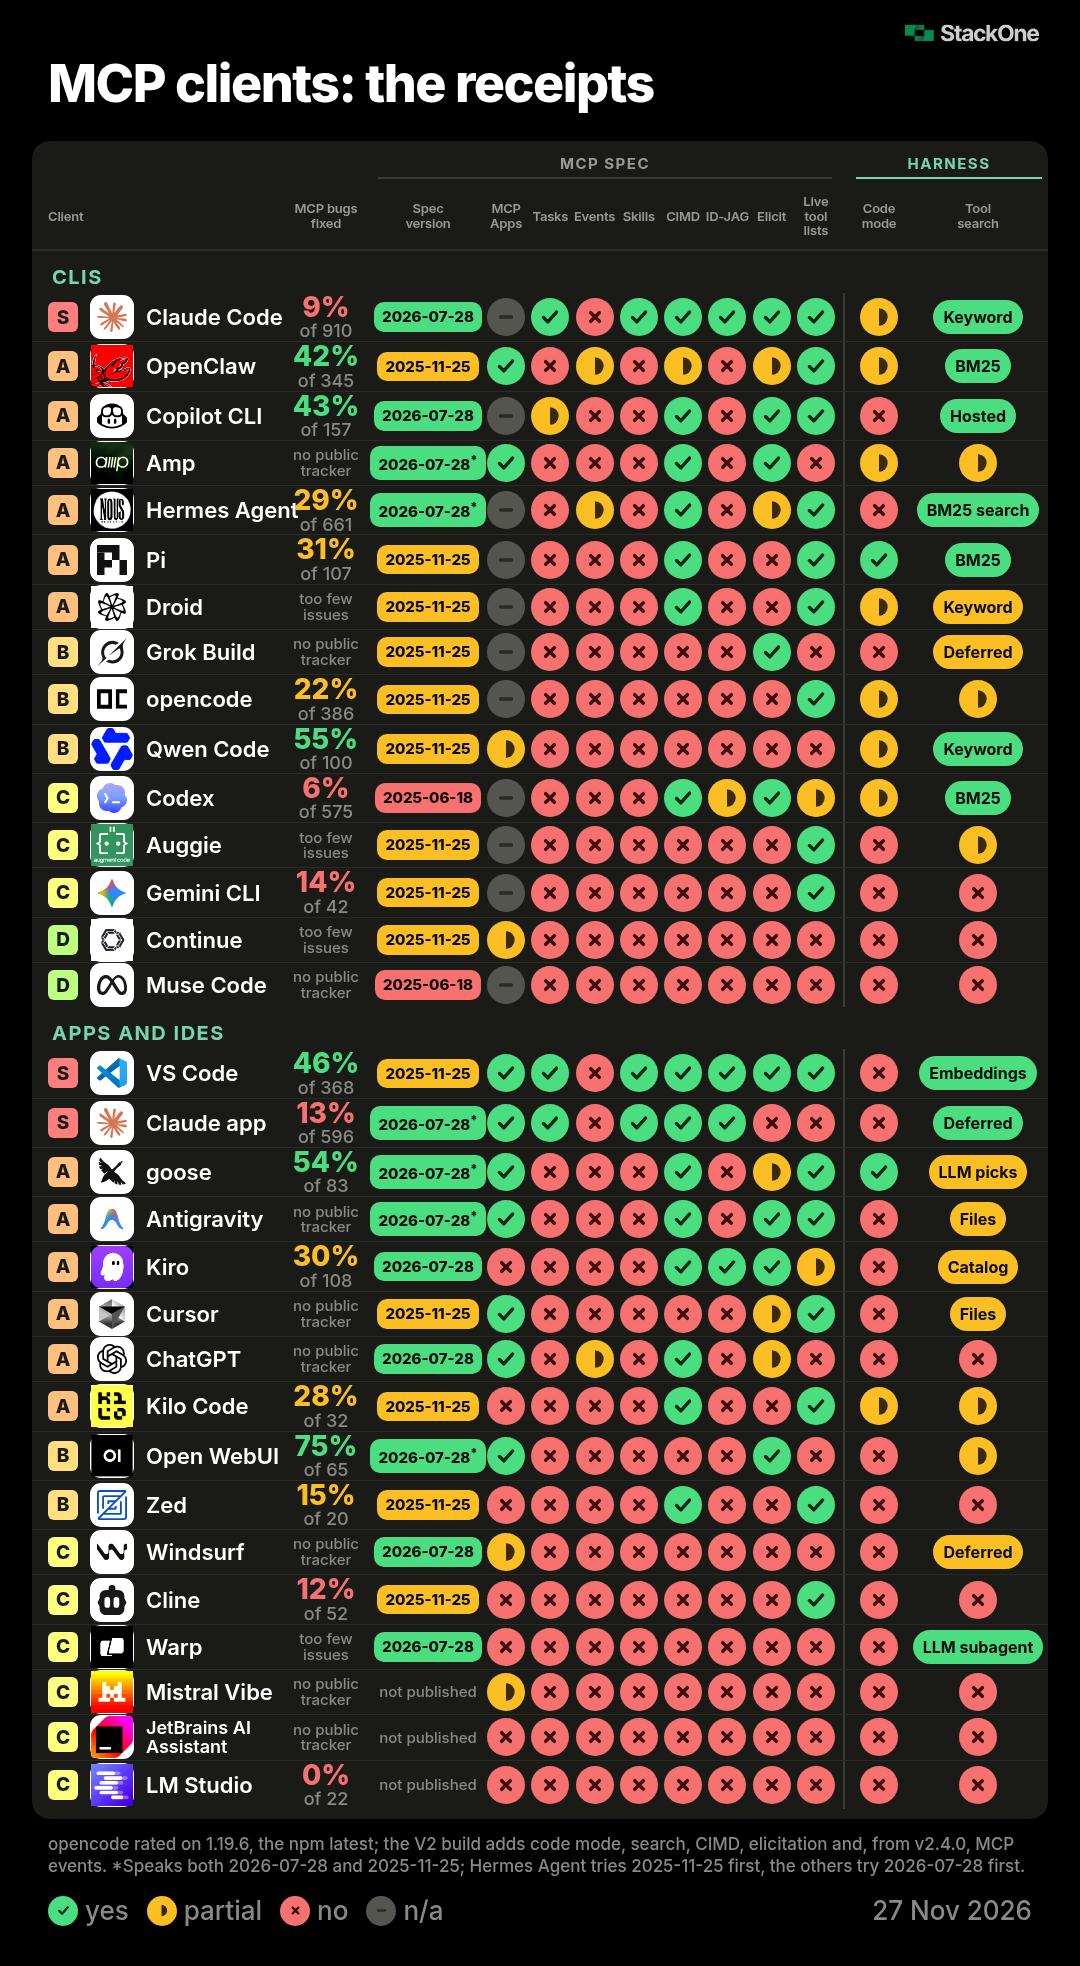 StackOne
MCP clients: the receipts
MCP SPEC
HARNESS
Client
MCP bugs fixed
Spec version
MCP Apps
Tasks
Events
Skills
CIMD
ID-JAG
Elicit
Live tool lists
Code mode
Tool search
CLIS
S Claude Code 9% of 910 2026-07-28 Keyword
A OpenClaw 42% of 345 2025-11-25 BM25
A Copilot CLI 43% of 157 2026-07-28 Hosted
A amp Amp no public tracker 2026-07-28*
A NOUS Hermes Agent 29% of 661 2026-07-28* BM25 search
A Pi 31% of 107 2025-11-25 BM25
A Droid too few issues 2025-11-25 Keyword
B Grok Build no public tracker 2025-11-25 Deferred
B opencode 22% of 386 2025-11-25
B Qwen Code 55% of 100 2025-11-25 Keyword
C Codex 6% of 575 2025-06-18 BM25
C augment code Auggie too few issues 2025-11-25
C Gemini CLI 14% of 42 2025-11-25
D Continue too few issues 2025-11-25
D Muse Code no public tracker 2025-06-18
APPS AND IDES
S VS Code 46% of 368 2025-11-25 Embeddings
S Claude app 13% of 596 2026-07-28* Deferred
A goose 54% of 83 2026-07-28* LLM picks
A Antigravity no public tracker 2026-07-28* Files
A Kiro 30% of 108 2026-07-28 Catalog
A Cursor no public tracker 2025-11-25 Files
A ChatGPT no public tracker 2026-07-28
A Kilo Code 28% of 32 2025-11-25
B OI Open WebUI 75% of 65 2026-07-28*
B Zed 15% of 20 2025-11-25
C Windsurf no public tracker 2026-07-28 Deferred
C Cline 12% of 52 2025-11-25
C Warp too few issues 2026-07-28 LLM subagent
C Mistral Vibe no public tracker not published
C JetBrains AI Assistant no public tracker not published
C LM Studio 0% of 22 not published
opencode rated on 1.19.6, the npm latest; the V2 build adds code mode, search, CIMD, elicitation and, from v2.4.0, MCP
events. *Speaks both 2026-07-28 and 2025-11-25; Hermes Agent tries 2025-11-25 first, the others try 2026-07-28 first.
yes partial no n/a
27 Nov 2026